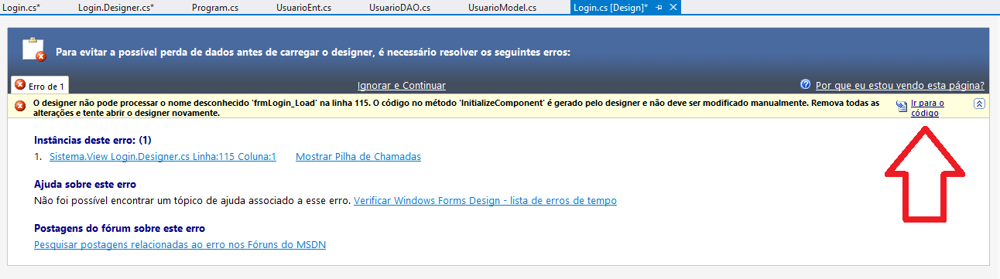 Login.cs* Login.Designer.cs* Program.cs UsuarioEnt.cs UsuarioDAO.cs UsuarioModel.cs Login.cs [Design]*
Para evitar a possível perda de dados antes de carregar o designer, é necessário resolver os seguintes erros:
Erro de 1 Ignorar e Continuar Por que eu estou vendo esta página?
O designer não pode processar o nome desconhecido 'frmLogin_Load' na linha 115. O código no método 'InitializeComponent' é gerado pelo designer e não deve ser modificado manualmente. Remova todas as
alterações e tente abrir o designer novamente.
Ir para o
código
Instâncias deste erro: (1)
1. Sistema.View Login.Designer.cs Linha:115 Coluna:1 Mostrar Pilha de Chamadas
Ajuda sobre este erro
Não foi possível encontrar um tópico de ajuda associado a esse erro. Verificar Windows Forms Design - lista de erros de tempo
Postagens do fórum sobre este erro
Pesquisar postagens relacionadas ao erro nos Fóruns do MSDN